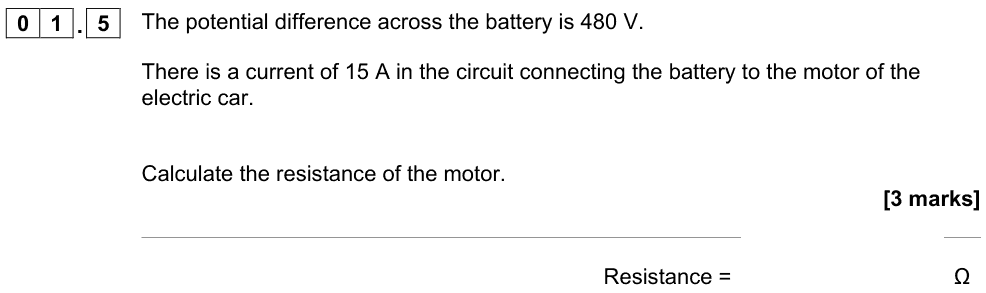 0 1 . 5 The potential difference across the battery is 480 V.
There is a current of 15 A in the circuit connecting the battery to the motor of the
electric car.
Calculate the resistance of the motor.
[3 marks]
Resistance = Ω